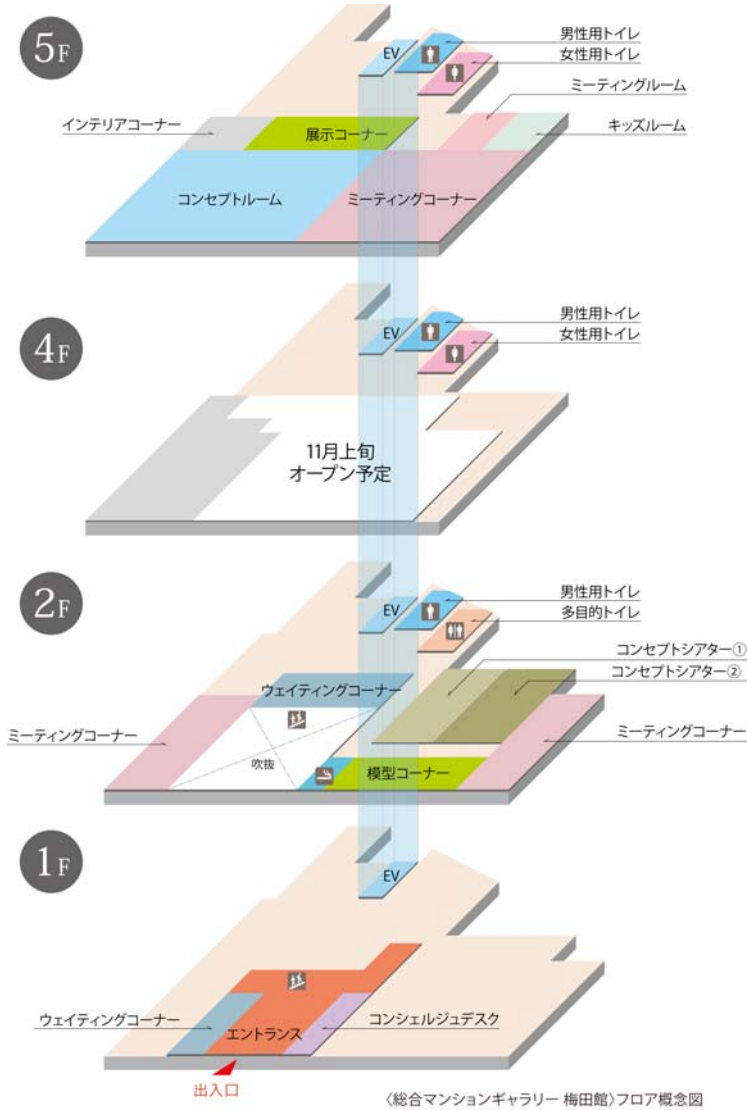 5F
EV
男性用トイレ
女性用トイレ
ミーティングルーム
インテリアコーナー
展示コーナー
キッズルーム
コンセプトルーム
ミーティングコーナー
4F
EV
男性用トイレ
女性用トイレ
11月上旬
オープン予定
2F
EV
男性用トイレ
多目的トイレ
コンセプトシアター①
コンセプトシアター②
ウェイティングコーナー
ミーティングコーナー
ミーティングコーナー
吹抜
模型コーナー
1F
EV
ウェイティングコーナー
エントランス
コンシェルジュデスク
出入口
〈総合マンションギャラリー 梅田館〉フロア概念図